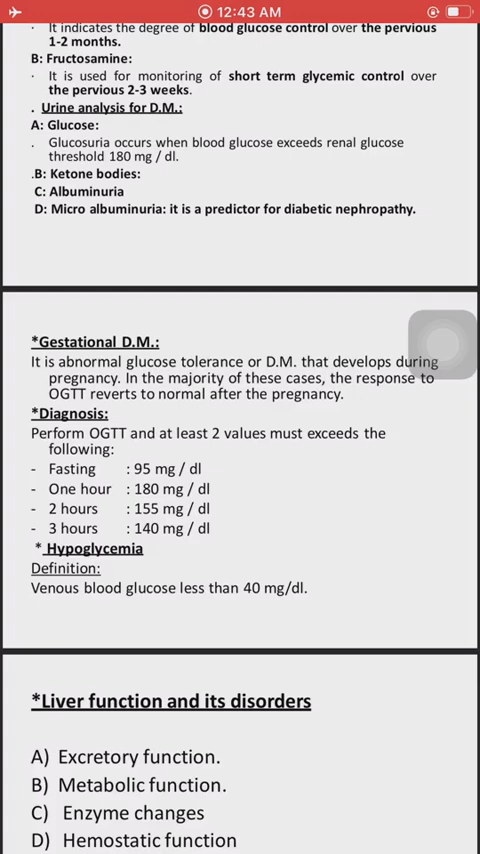 12:43 AM
· It indicates the degree of blood glucose control over the pervious
1-2 months.
B: Fructosamine:
· It is used for monitoring of short term glycemic control over
the pervious 2-3 weeks.
. Urine analysis for D.M.:
A: Glucose:
. Glucosuria occurs when blood glucose exceeds renal glucose
threshold 180 mg / dl.
.B: Ketone bodies:
C: Albuminuria
D: Micro albuminuria: it is a predictor for diabetic nephropathy.
*Gestational D.M.:
It is abnormal glucose tolerance or D.M. that develops during
pregnancy. In the majority of these cases, the response to
OGTT reverts to normal after the pregnancy.
*Diagnosis:
Perform OGTT and at least 2 values must exceeds the
following:
- Fasting : 95 mg / dl
- One hour : 180 mg / dl
- 2 hours : 155 mg / dl
- 3 hours : 140 mg / dl
* Hypoglycemia
Definition:
Venous blood glucose less than 40 mg/dl.
*Liver function and its disorders
A) Excretory function.
B) Metabolic function.
C) Enzyme changes
D) Hemostatic function